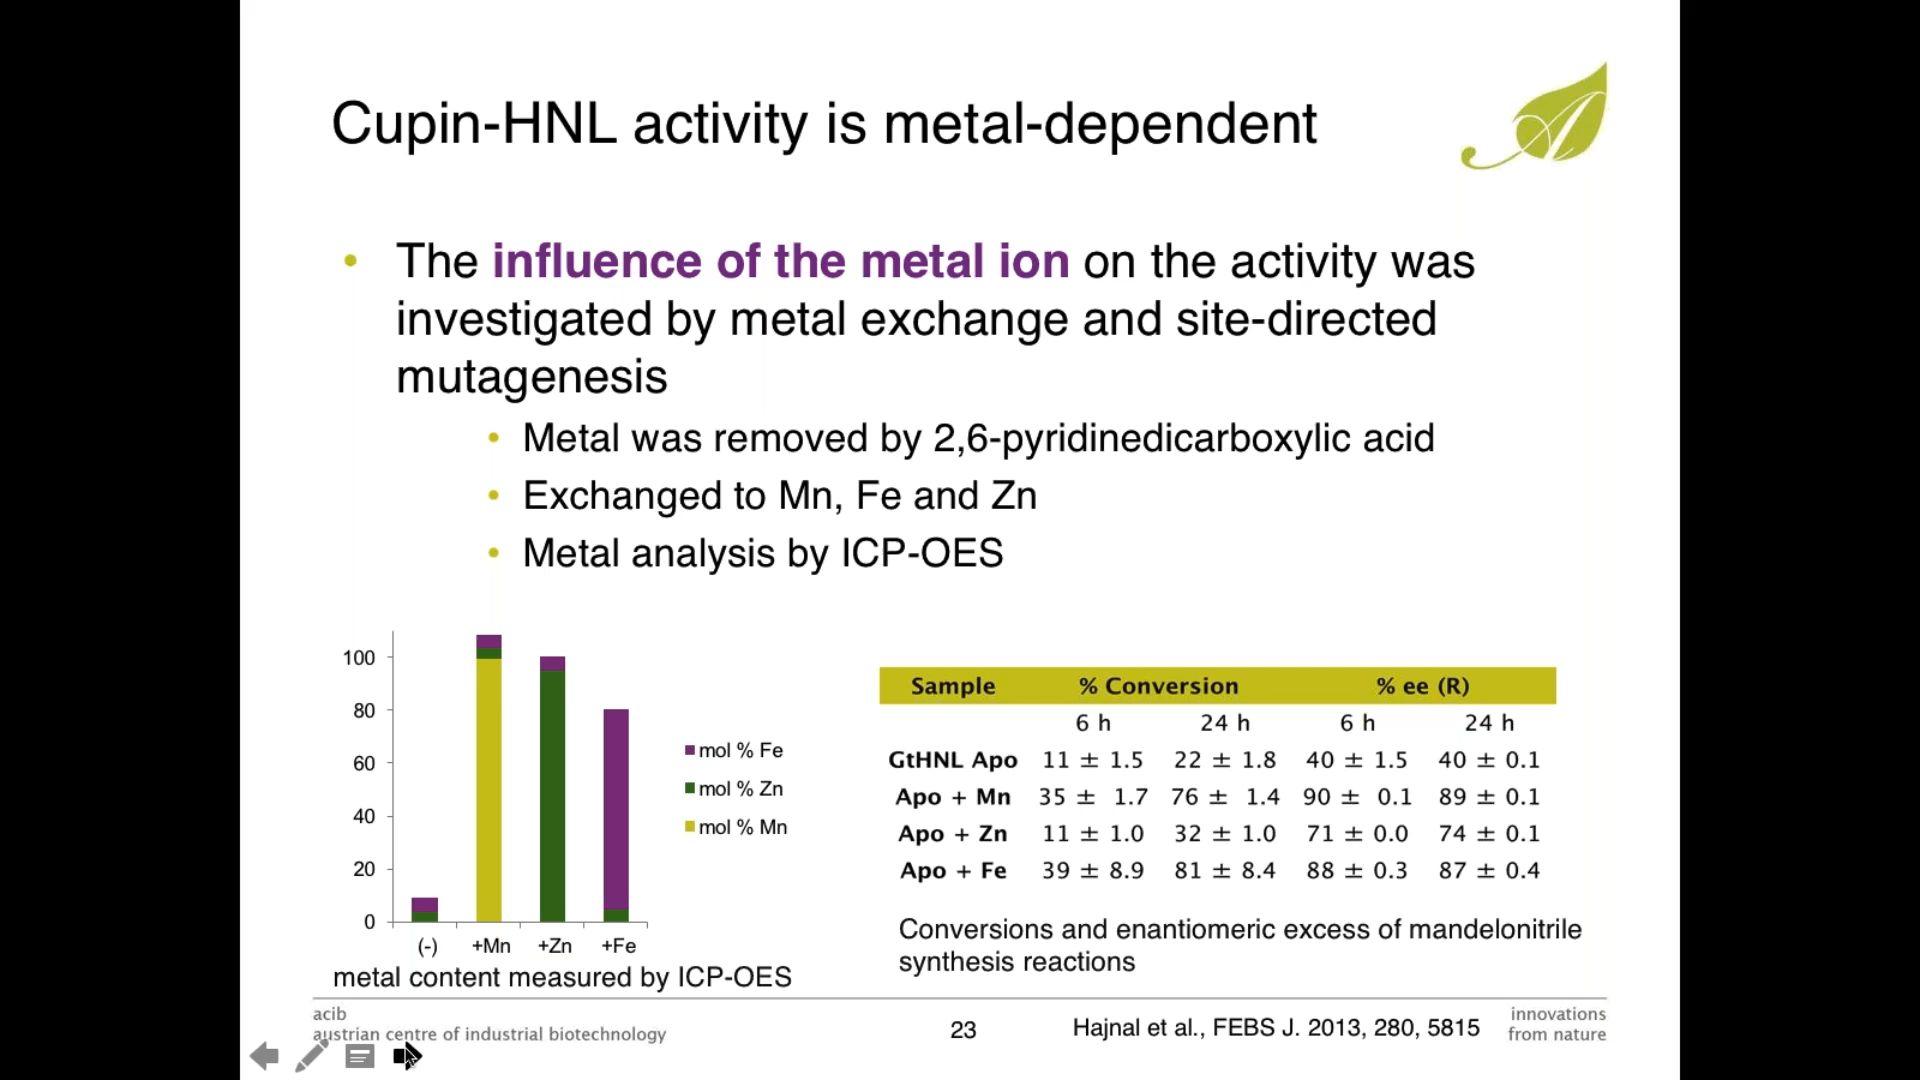 Cupin-HNL activity is metal-dependent
• The influence of the metal ion on the activity was
investigated by metal exchange and site-directed
mutagenesis
• Metal was removed by 2,6-pyridinedicarboxylic acid
• Exchanged to Mn, Fe and Zn
• Metal analysis by ICP-OES
100
80
60
40
20
0
(-) +Mn +Zn +Fe
mol % Fe
mol % Zn
mol % Mn
metal content measured by ICP-OES
Sample % Conversion % ee (R)
6 h 24 h 6 h 24 h
GtHNL Apo 11 ± 1.5 22 ± 1.8 40 ± 1.5 40 ± 0.1
Apo + Mn 35 ± 1.7 76 ± 1.4 90 ± 0.1 89 ± 0.1
Apo + Zn 11 ± 1.0 32 ± 1.0 71 ± 0.0 74 ± 0.1
Apo + Fe 39 ± 8.9 81 ± 8.4 88 ± 0.3 87 ± 0.4
Conversions and enantiomeric excess of mandelonitrile
synthesis reactions
acib
austrian centre of industrial biotechnology
23
Hajnal et al., FEBS J. 2013, 280, 5815
innovations
from nature